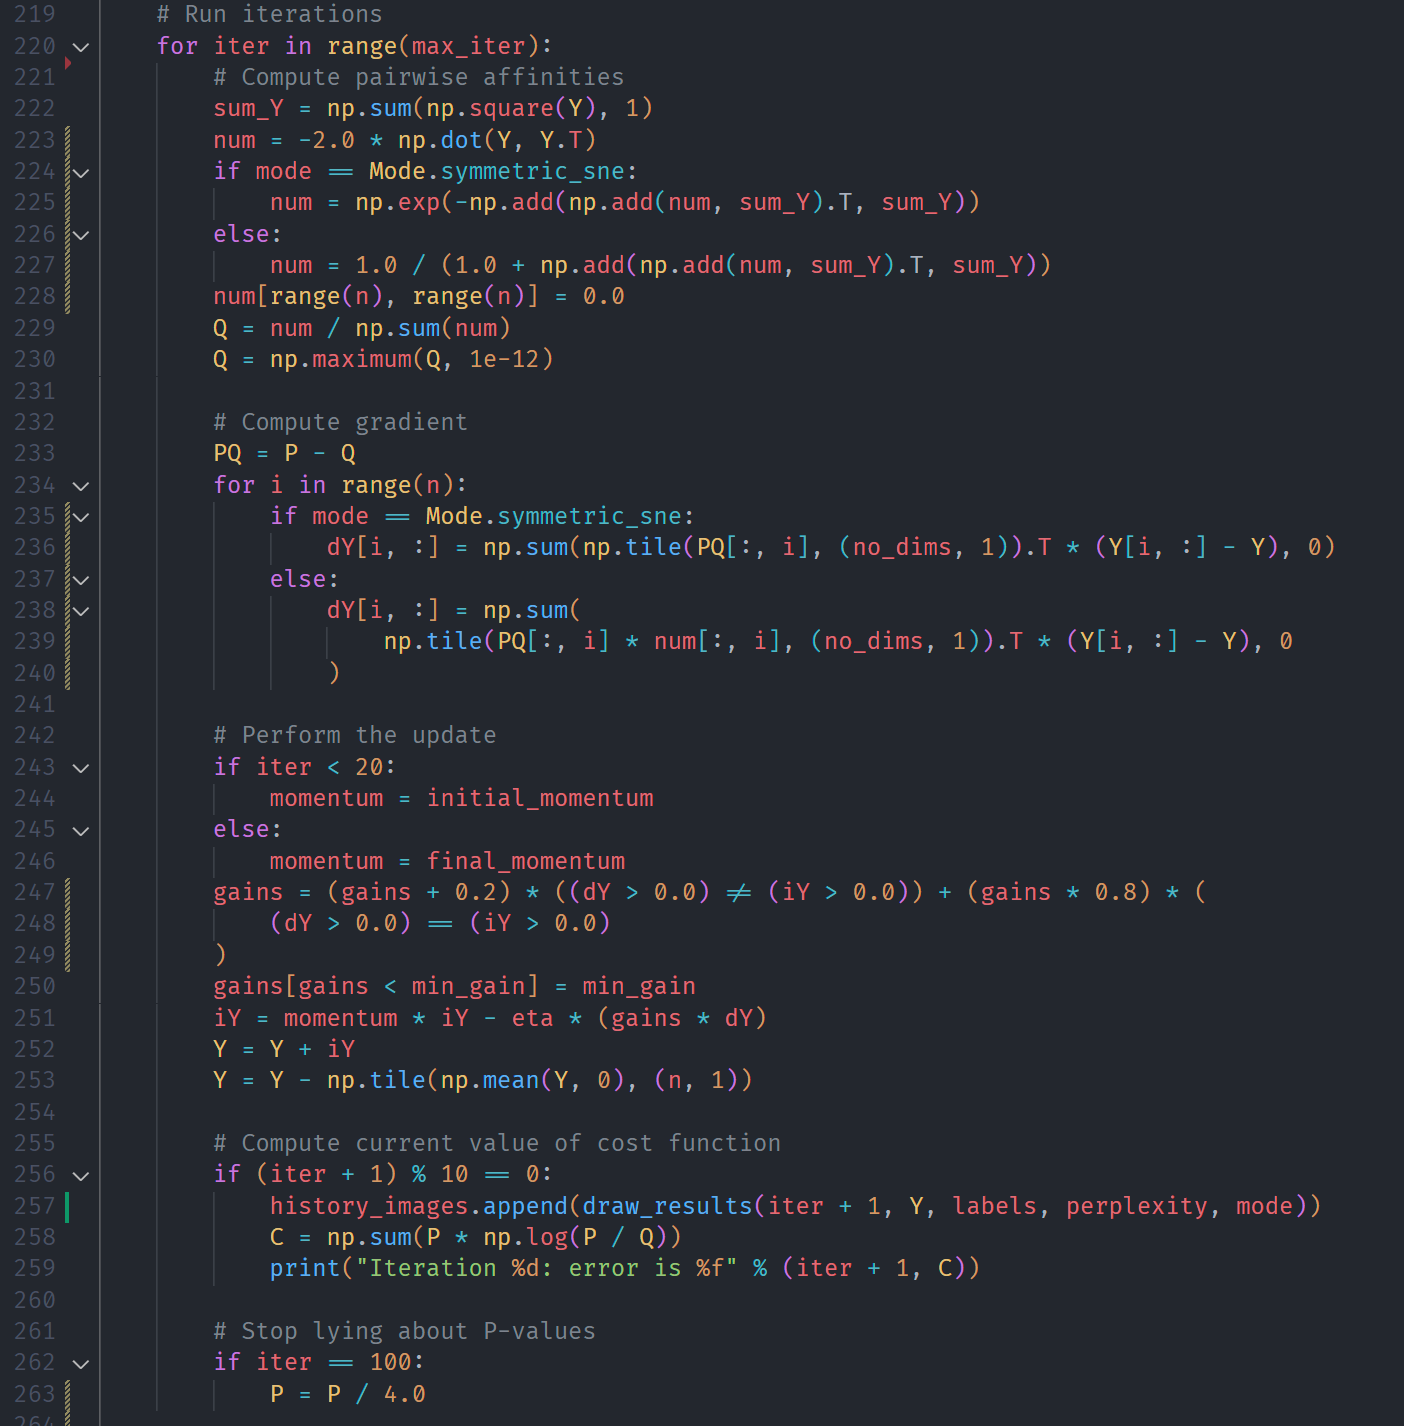 219 # Run iterations
220 for iter in range(max_iter):
221 # Compute pairwise affinities
222 sum_Y = np.sum(np.square(Y), 1)
223 num = -2.0 * np.dot(Y, Y.T)
224 if mode == Mode.symmetric_sne:
225 num = np.exp(-np.add(np.add(num, sum_Y).T, sum_Y))
226 else:
227 num = 1.0 / (1.0 + np.add(np.add(num, sum_Y).T, sum_Y))
228 num[range(n), range(n)] = 0.0
229 Q = num / np.sum(num)
230 Q = np.maximum(Q, 1e-12)
231
232 # Compute gradient
233 PQ = P - Q
234 for i in range(n):
235 if mode == Mode.symmetric_sne:
236 dY[i, :] = np.sum(np.tile(PQ[:, i], (no_dims, 1)).T * (Y[i, :] - Y), 0)
237 else:
238 dY[i, :] = np.sum(
239 np.tile(PQ[:, i] * num[:, i], (no_dims, 1)).T * (Y[i, :] - Y), 0
240 )
241
242 # Perform the update
243 if iter < 20:
244 momentum = initial_momentum
245 else:
246 momentum = final_momentum
247 gains = (gains + 0.2) * ((dY > 0.0) != (iY > 0.0)) + (gains * 0.8) * (
248 (dY > 0.0) == (iY > 0.0)
249 )
250 gains[gains < min_gain] = min_gain
251 iY = momentum * iY - eta * (gains * dY)
252 Y = Y + iY
253 Y = Y - np.tile(np.mean(Y, 0), (n, 1))
254
255 # Compute current value of cost function
256 if (iter + 1) % 10 == 0:
257 history_images.append(draw_results(iter + 1, Y, labels, perplexity, mode))
258 C = np.sum(P * np.log(P / Q))
259 print("Iteration %d: error is %f" % (iter + 1, C))
260
261 # Stop lying about P-values
262 if iter == 100:
263 P = P / 4.0
264